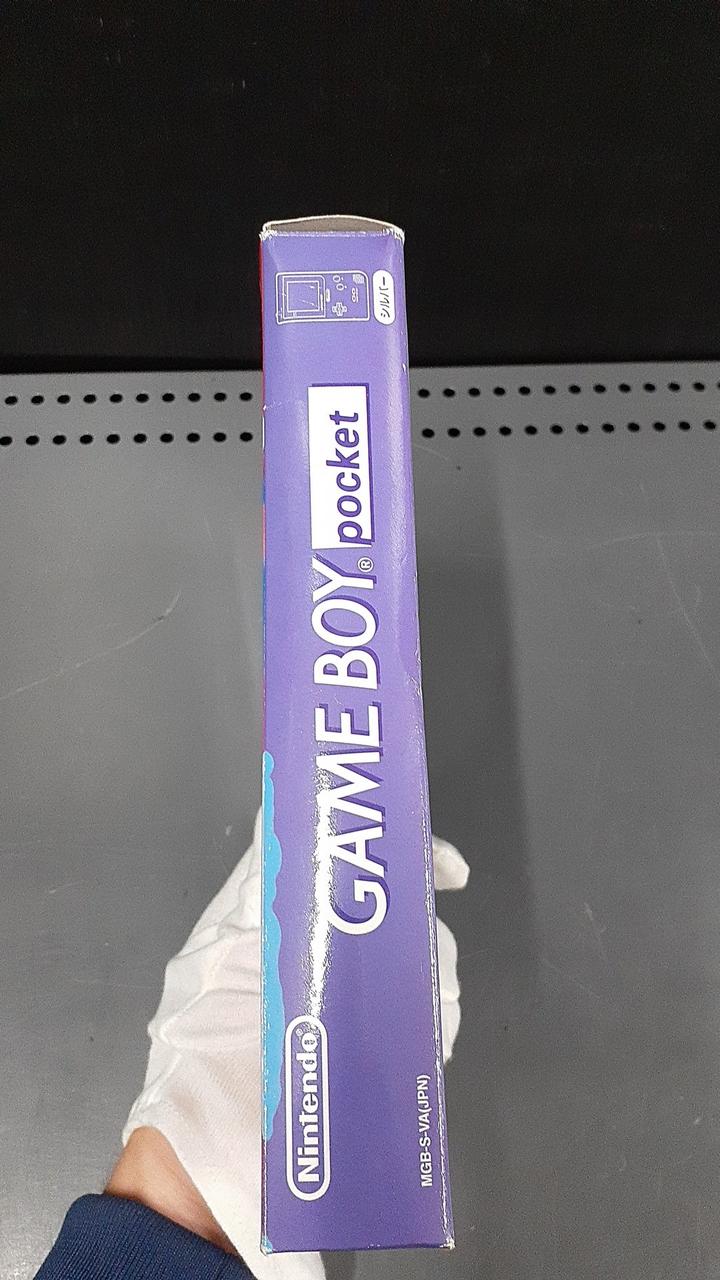 Nintendo®
GAME BOY® pocket
シルバー
MGB-S-VA(JPN)